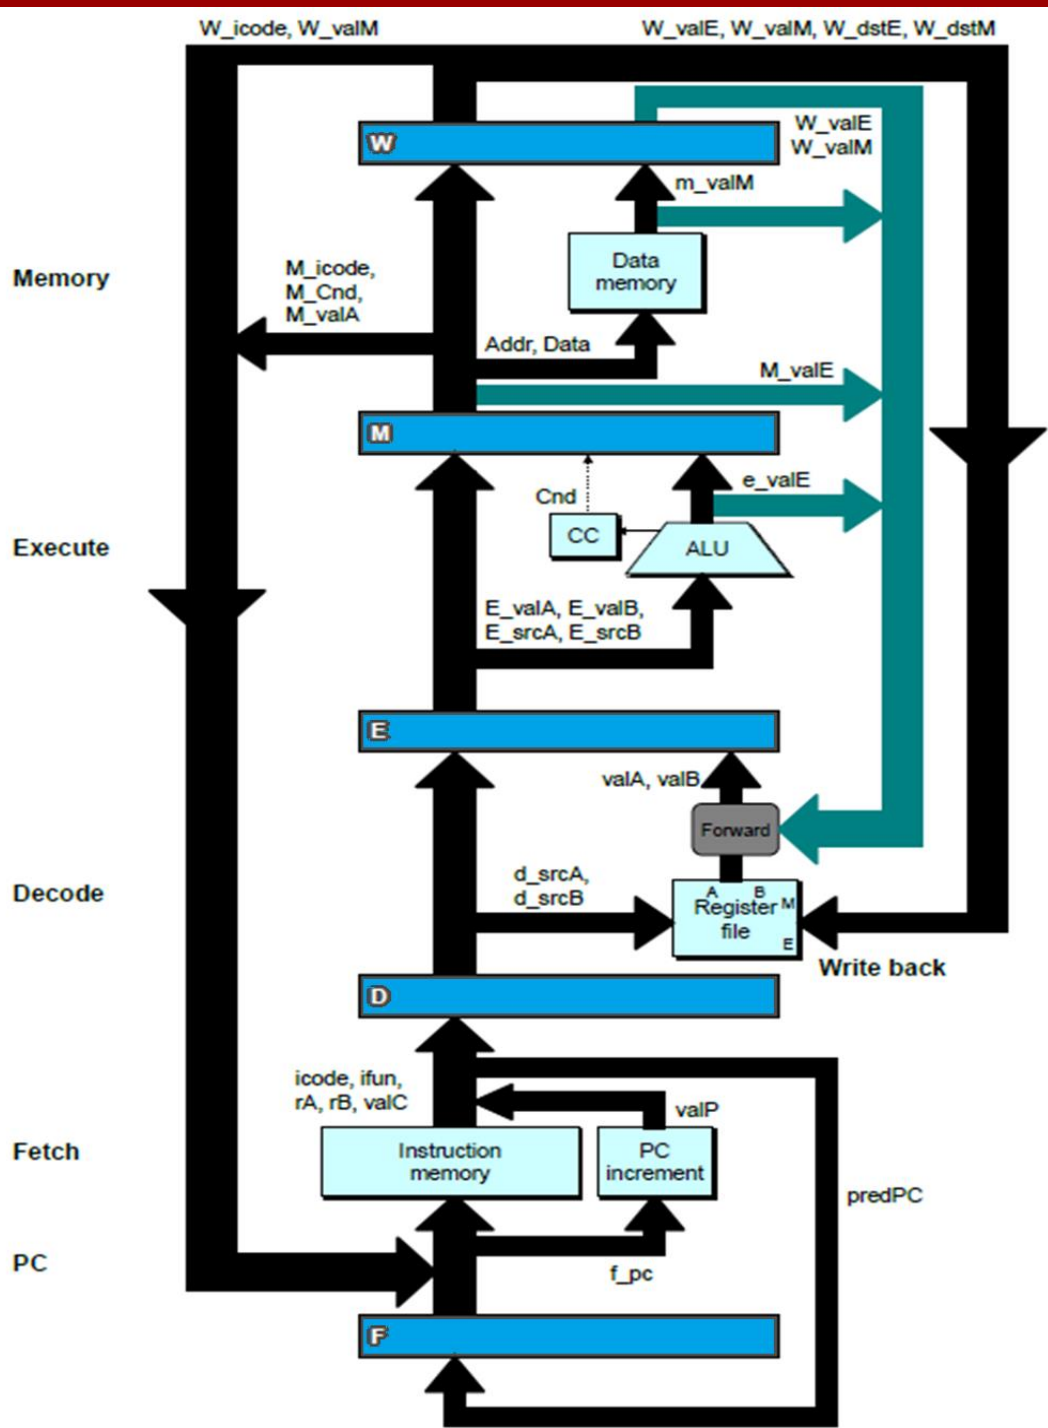 W_icode, W_valM
W_valE, W_valM, W_dstE, W_dstM
W
W_valE
W_valM
m_valM
Data
memory
Memory
M_icode,
M_Cnd,
M_valA
Addr, Data
M_valE
M
e_valE
Cnd
CC
ALU
Execute
E_valA, E_valB,
E_srcA, E_srcB
E
valA, valB
Forward
d_srcA,
d_srcB
Decode
A B
Register M
file
E
Write back
D
icode, ifun,
rA, rB, valC
valP
Fetch
Instruction
memory
PC
increment
predPC
PC
f_pc
F